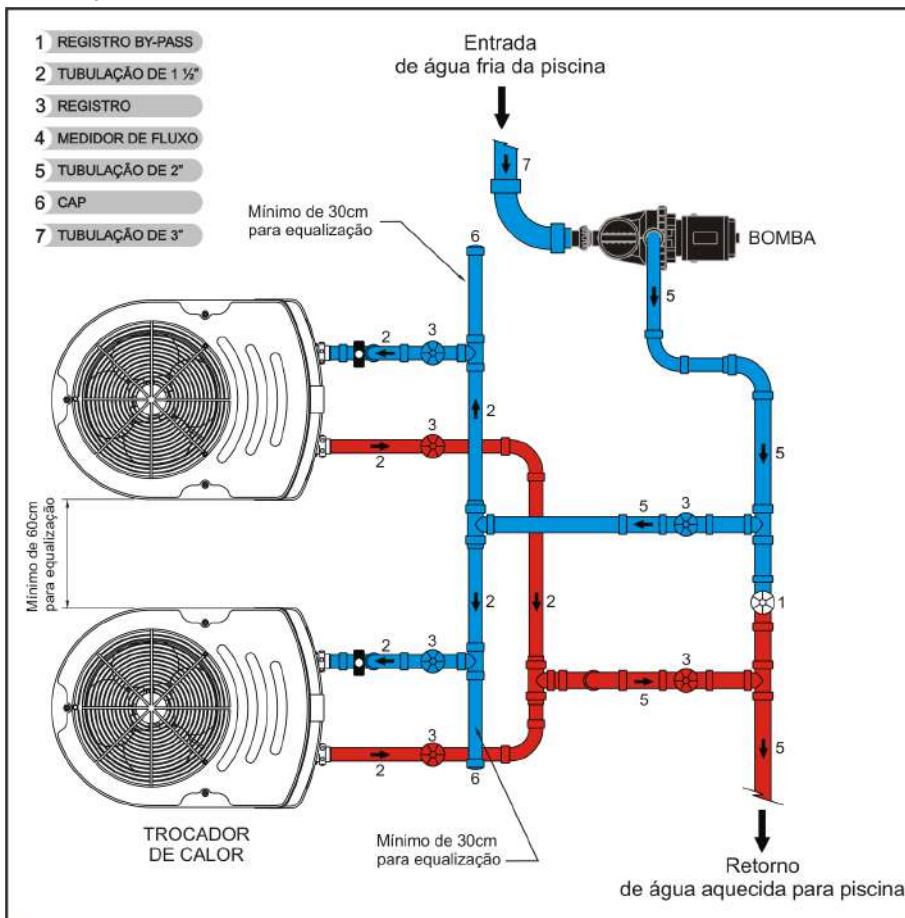 1 REGISTRO BY-PASS
2 TUBULAÇÃO DE 1 ½"
3 REGISTRO
4 MEDIDOR DE FLUXO
5 TUBULAÇÃO DE 2"
6 CAP
7 TUBULAÇÃO DE 3"
Entrada
de água fria da piscina
7
Mínimo de 30cm
para equalização
BOMBA
6
5
2
3
2
3
2
5
5
3
Mínimo de 60cm
para equalização
2
2
1
2
3
3
5
3
2
6
5
TROCADOR
DE CALOR
Mínimo de 30cm
para equalização
Retorno
de água aquecida para piscina